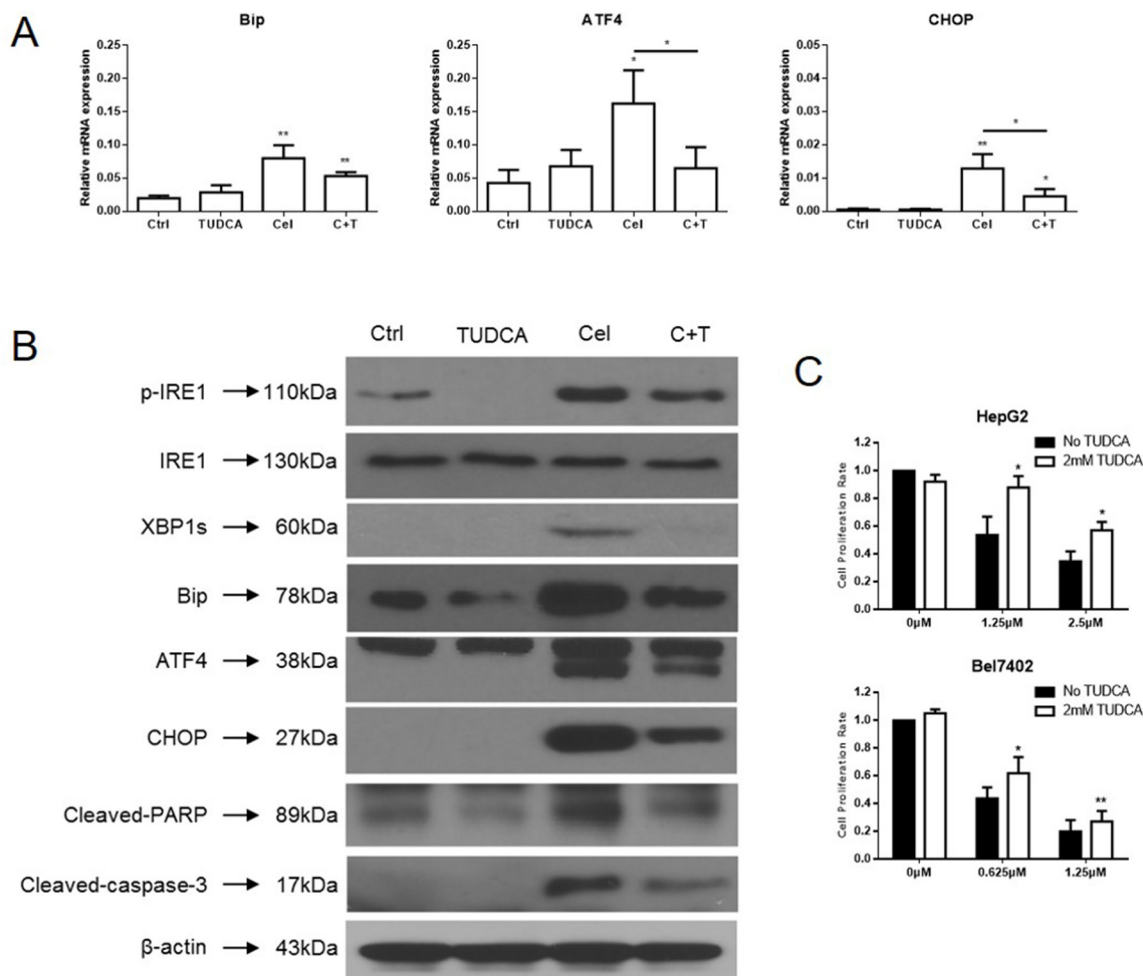 A
Bip
Relative mRNA expression
0.25
0.20
0.15
0.10
0.05
0.00
**
**
Ctrl TUDCA Cel C+T
ATF4
Relative mRNA expression
0.25
0.20
0.15
0.10
0.05
0.00
*
*
Ctrl TUDCA Cel C+T
CHOP
Relative mRNA expression
0.05
0.04
0.03
0.02
0.01
0.00
*
**
*
Ctrl TUDCA Cel C+T
B
Ctrl TUDCA Cel C+T
p-IRE1 → 110kDa
IRE1 → 130kDa
XBP1s → 60kDa
Bip → 78kDa
ATF4 → 38kDa
CHOP → 27kDa
Cleaved-PARP → 89kDa
Cleaved-caspase-3 → 17kDa
β-actin → 43kDa
C
HepG2
No TUDCA
2mM TUDCA
Cell Proliferation Rate
1.2
1.0
0.8
0.6
0.4
0.2
0.0
*
*
0µM 1.25µM 2.5µM
Bel7402
No TUDCA
2mM TUDCA
Cell Proliferation Rate
1.2
1.0
0.8
0.6
0.4
0.2
0.0
*
**
0µM 0.625µM 1.25µM